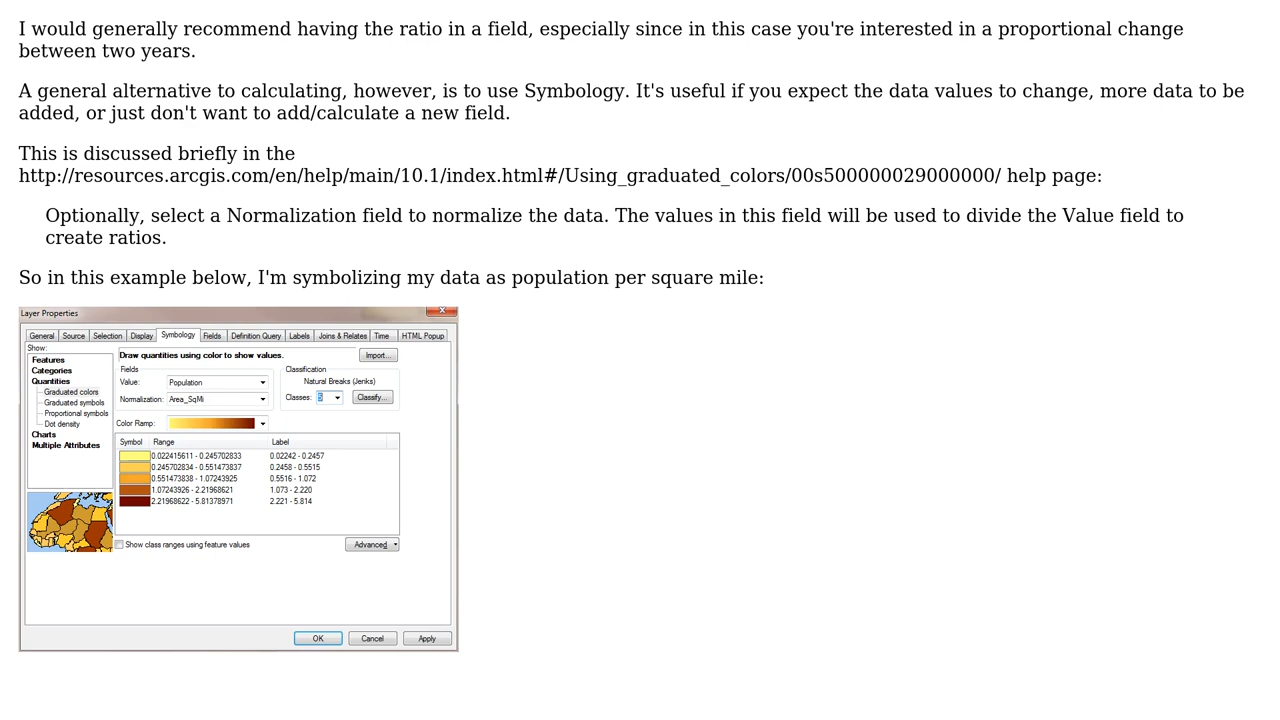 I would generally recommend having the ratio in a field, especially since in this case you're interested in a proportional change
between two years.
A general alternative to calculating, however, is to use Symbology. It's useful if you expect the data values to change, more data to be
added, or just don't want to add/calculate a new field.
This is discussed briefly in the
http://resources.arcgis.com/en/help/main/10.1/index.html#/Using_graduated_colors/00s500000029000000/ help page:
Optionally, select a Normalization field to normalize the data. The values in this field will be used to divide the Value field to
create ratios.
So in this example below, I'm symbolizing my data as population per square mile:
Layer Properties
General Source Selection Display Symbology Fields Definition Query Labels Joins & Relates Time HTML Popup
Show:
Features
Categories
Quantities
Graduated colors
Graduated symbols
Proportional symbols
Dot density
Charts
Multiple Attributes
Draw quantities using color to show values.
Import...
Fields
Value: Population
Normalization: Area_SqMi
Classification
Natural Breaks (Jenks)
Classes: 5 Classify...
Color Ramp:
Symbol Range Label
0.022415611 - 0.245702833 0.02242 - 0.2457
0.245702834 - 0.551473837 0.2458 - 0.5515
0.551473838 - 1.07243925 0.5516 - 1.072
1.07243926 - 2.21968621 1.073 - 2.220
2.21968622 - 5.81378971 2.221 - 5.814
Show class ranges using feature values
Advanced
OK Cancel Apply